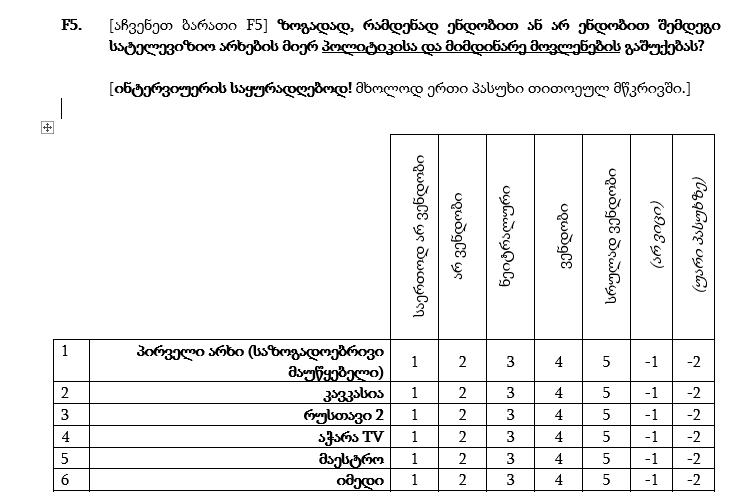 F5. [აჩვენეთ ბარათი F5] ზოგადად, რამდენად ენდობით ან არ ენდობით შემდეგი
სატელევიზიო არხების მიერ პოლიტიკისა და მიმდინარე მოვლენების გაშუქებას?
[ინტერვიუერის საყურადღებოდ! მხოლოდ ერთი პასუხი თითოეულ მწკრივში.]
საერთოდ არ ვენდობი
არ ვენდობი
ნეიტრალური
ვენდობი
სრულად ვენდობი
(არ ვიცი)
(უარი პასუხზე)
1 პირველი არხი (საზოგადოებრივი
მაუწყებელი) 1 2 3 4 5 -1 -2
2 კავკასია 1 2 3 4 5 -1 -2
3 რუსთავი 2 1 2 3 4 5 -1 -2
4 აჭარა TV 1 2 3 4 5 -1 -2
5 მაესტრო 1 2 3 4 5 -1 -2
6 იმედი 1 2 3 4 5 -1 -2